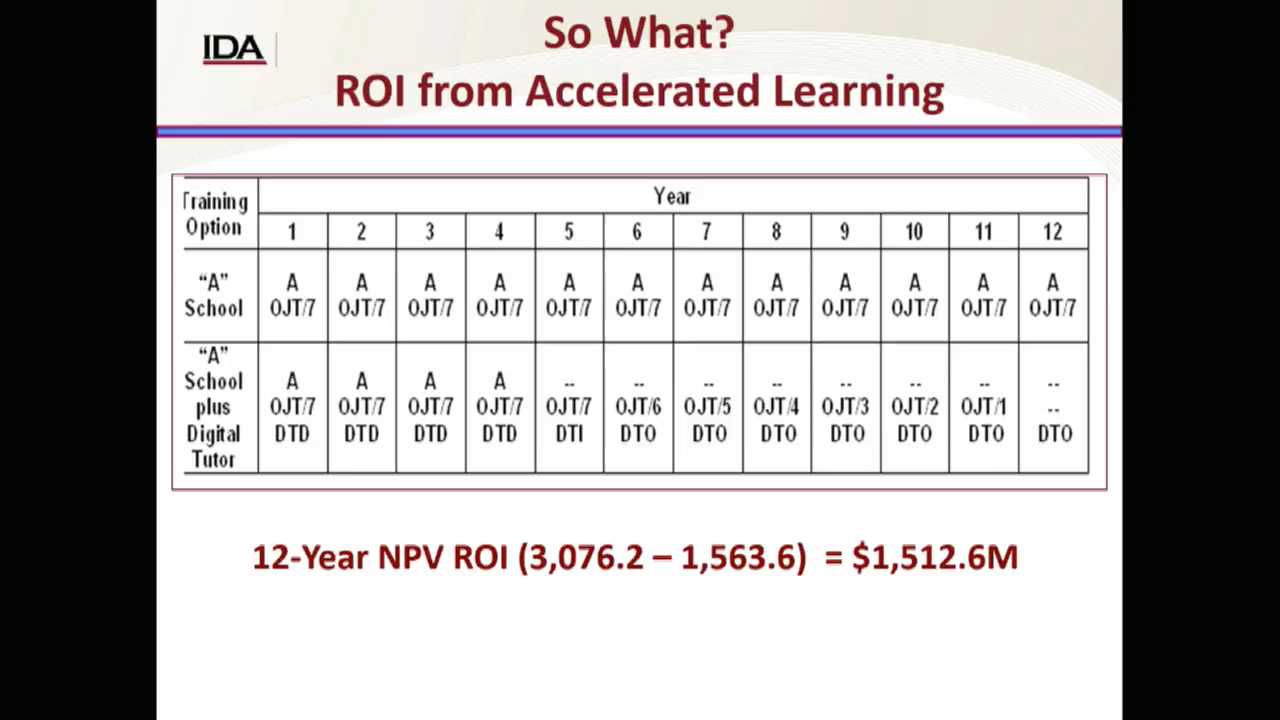 IDA
So What?
ROI from Accelerated Learning
Training Option Year
1 2 3 4 5 6 7 8 9 10 11 12
“A” A A A A A A A A A A A A
School OJT/7 OJT/7 OJT/7 OJT/7 OJT/7 OJT/7 OJT/7 OJT/7 OJT/7 OJT/7 OJT/7 OJT/7
“A”
School A A A A -- -- -- -- -- -- -- --
plus OJT/7 OJT/7 OJT/7 OJT/7 OJT/7 OJT/6 OJT/5 OJT/4 OJT/3 OJT/2 OJT/1 --
Digital DTD DTD DTD DTD DTI DTO DTO DTO DTO DTO DTO DTO
Tutor
12-Year NPV ROI (3,076.2 – 1,563.6) = $1,512.6M